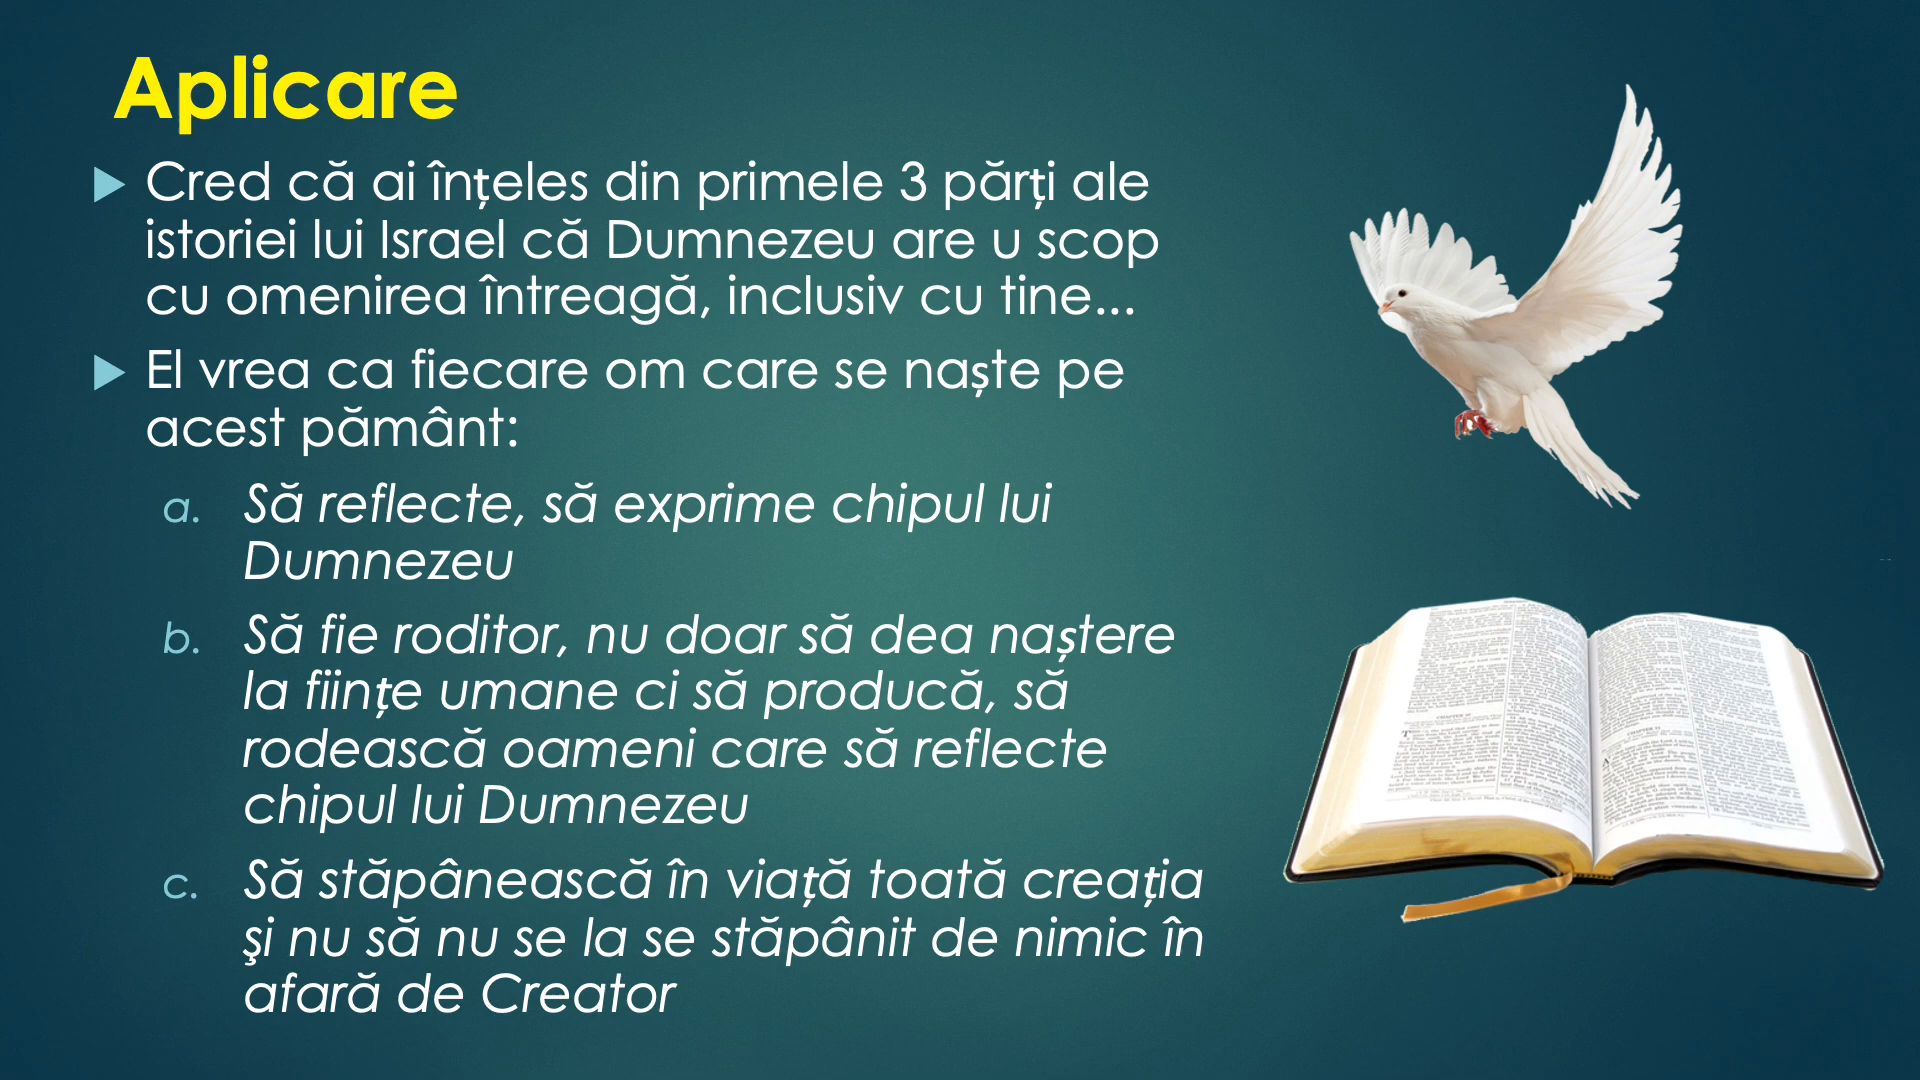 Aplicare
Cred că ai înțeles din primele 3 părți ale
istoriei lui Israel că Dumnezeu are u scop
cu omenirea întreagă, inclusiv cu tine...
El vrea ca fiecare om care se naște pe
acest pământ:
a. Să reflecte, să exprime chipul lui
Dumnezeu
b. Să fie roditor, nu doar să dea naștere
la ființe umane ci să producă, să
rodească oameni care să reflecte
chipul lui Dumnezeu
c. Să stăpânească în viață toată creația
şi nu să nu se la se stăpânit de nimic în
afară de Creator